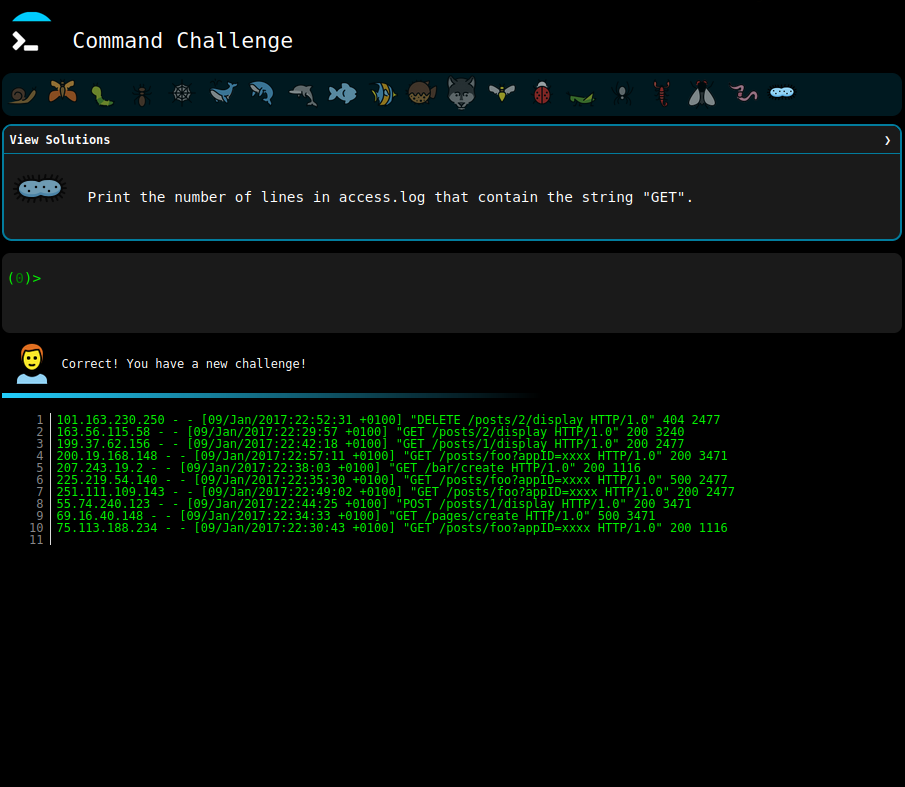 Command Challenge
View Solutions ❯
Print the number of lines in access.log that contain the string "GET".
(0)>
Correct! You have a new challenge!
1 101.163.230.250 - - [09/Jan/2017:22:52:31 +0100] "DELETE /posts/2/display HTTP/1.0" 404 2477
2 163.56.115.58 - - [09/Jan/2017:22:29:57 +0100] "GET /posts/2/display HTTP/1.0" 200 3240
3 199.37.62.156 - - [09/Jan/2017:22:42:18 +0100] "GET /posts/1/display HTTP/1.0" 200 2477
4 200.19.168.148 - - [09/Jan/2017:22:57:11 +0100] "GET /posts/foo?appID=xxxx HTTP/1.0" 200 3471
5 207.243.19.2 - - [09/Jan/2017:22:38:03 +0100] "GET /bar/create HTTP/1.0" 200 1116
6 225.219.54.140 - - [09/Jan/2017:22:35:30 +0100] "GET /posts/foo?appID=xxxx HTTP/1.0" 500 2477
7 251.111.109.143 - - [09/Jan/2017:22:49:02 +0100] "GET /posts/foo?appID=xxxx HTTP/1.0" 200 2477
8 55.74.240.123 - - [09/Jan/2017:22:44:25 +0100] "POST /posts/1/display HTTP/1.0" 200 3471
9 69.16.40.148 - - [09/Jan/2017:22:34:33 +0100] "GET /pages/create HTTP/1.0" 500 3471
10 75.113.188.234 - - [09/Jan/2017:22:30:43 +0100] "GET /posts/foo?appID=xxxx HTTP/1.0" 200 1116
11